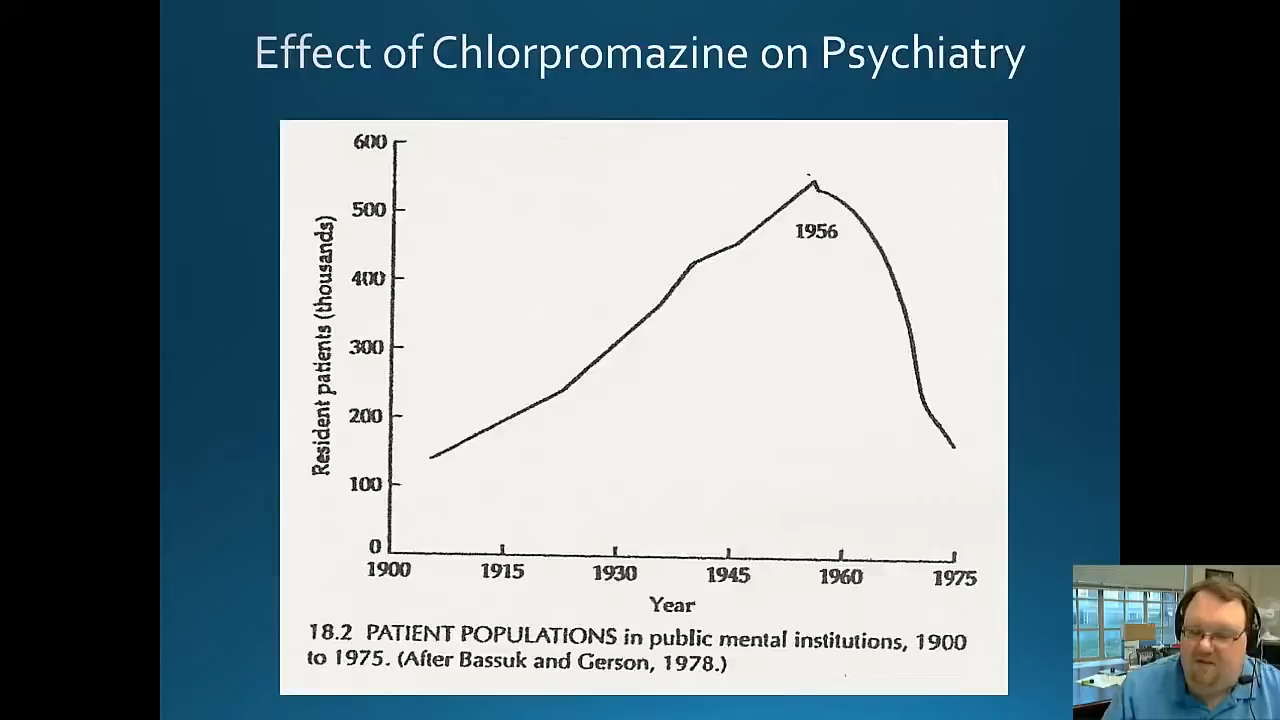 Effect of Chlorpromazine on Psychiatry
600
500
400
300
200
100
0
Resident patients (thousands)
1956
1900 1915 1930 1945 1960 1975
Year
18.2 PATIENT POPULATIONS in public mental institutions, 1900
to 1975. (After Bassuk and Gerson, 1978.)